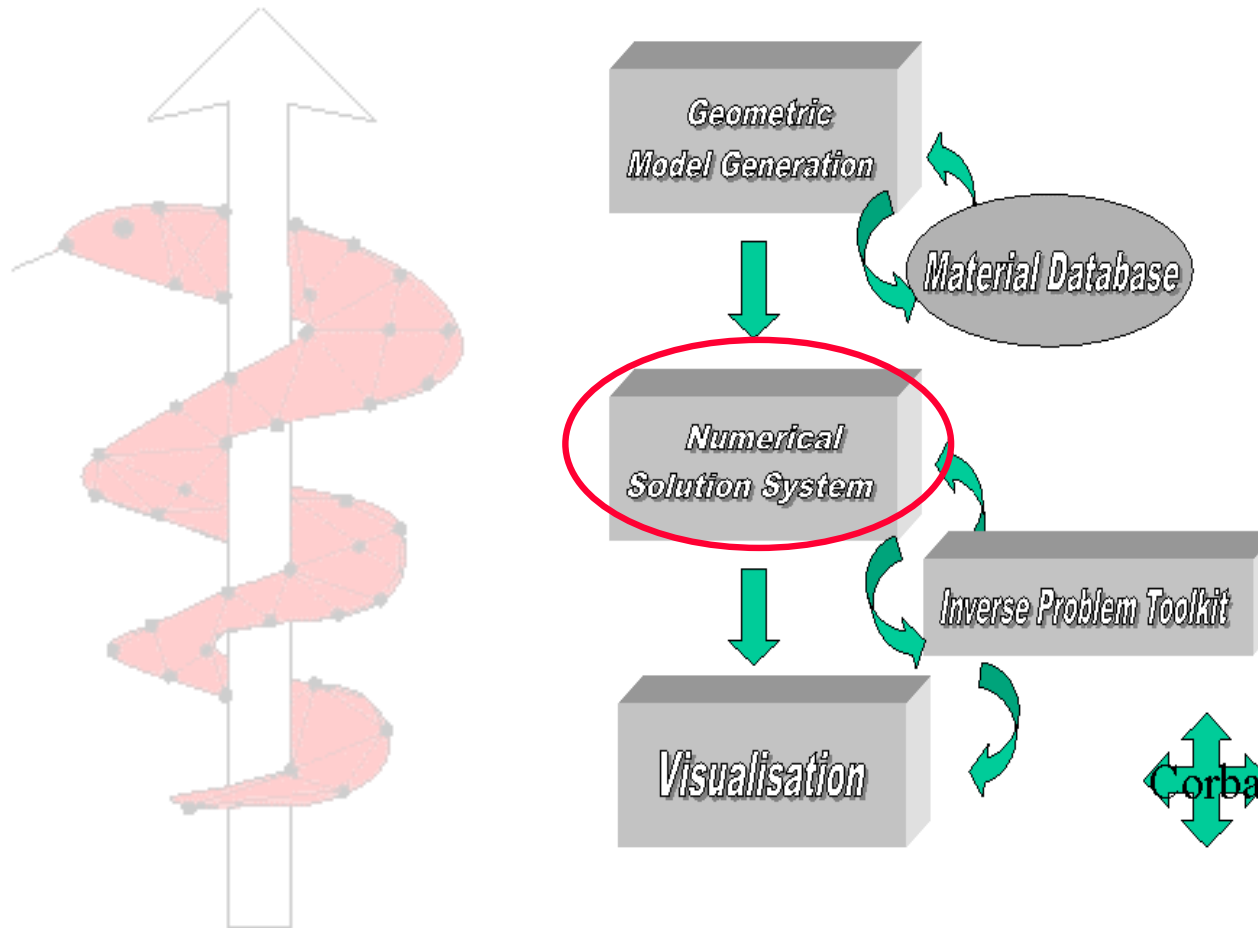 Geometric
Model Generation
Material Database
Numerical
Solution System
Inverse Problem Toolkit
Visualisation
Corba